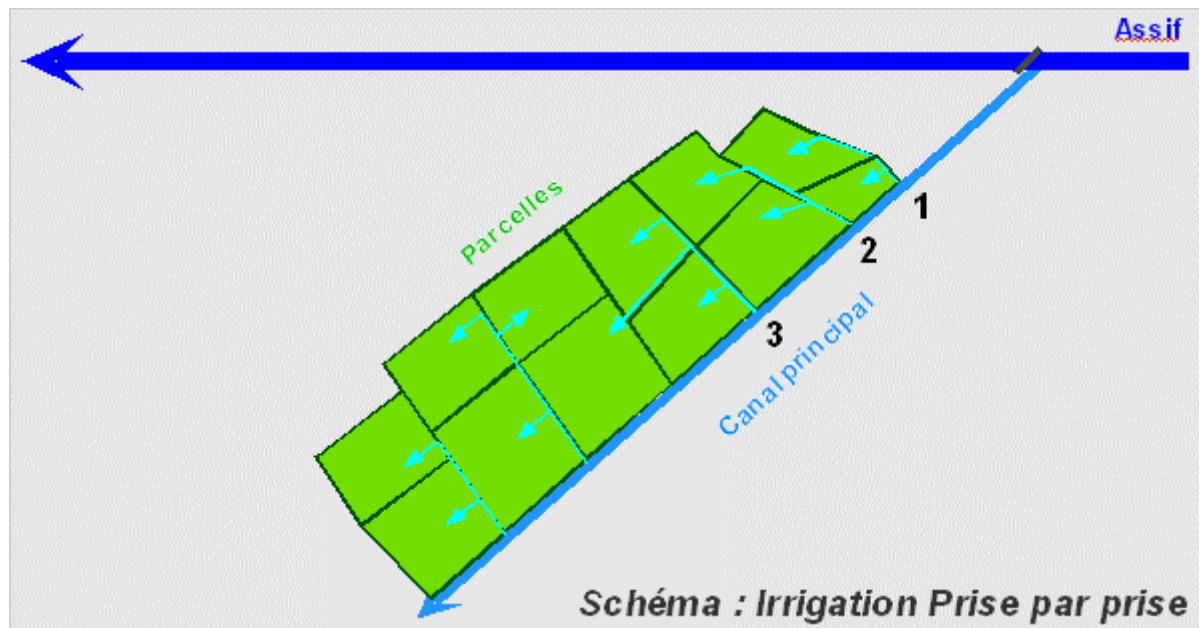 Assif
Parcelles
1
2
3
Canal principal
Schéma : Irrigation Prise par prise